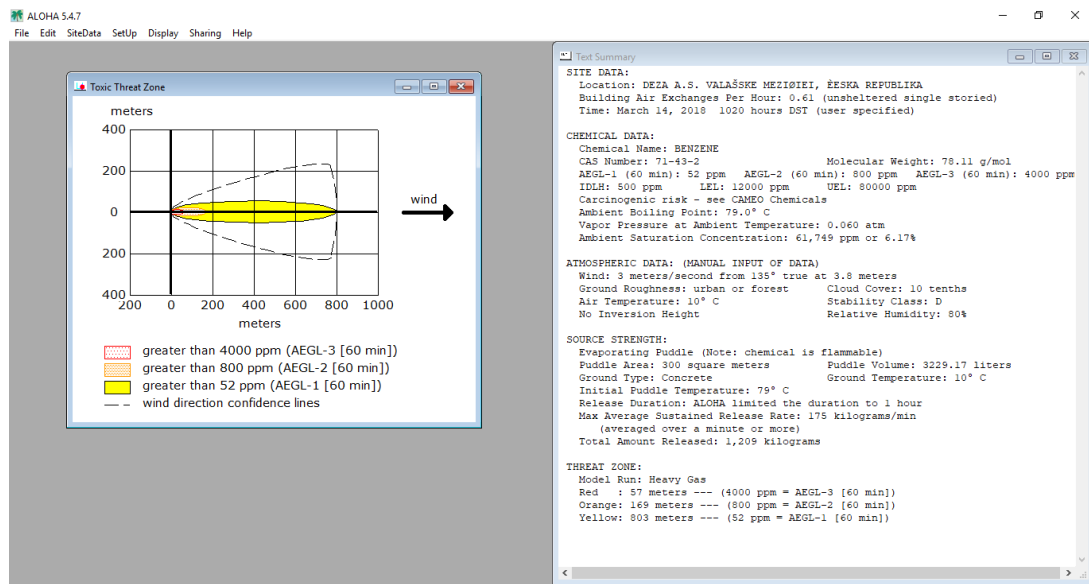 ALOHA 5.4.7
File Edit SiteData SetUp Display Sharing Help
Toxic Threat Zone
meters
400
200
0
200
400
200 0 200 400 600 800 1000
meters
wind
greater than 4000 ppm (AEGL-3 [60 min])
greater than 800 ppm (AEGL-2 [60 min])
greater than 52 ppm (AEGL-1 [60 min])
wind direction confidence lines
Text Summary
SITE DATA:
Location: DEZA A.S. VALAŠSKE MEZIØIEI, ÈESKA REPUBLIKA
Building Air Exchanges Per Hour: 0.61 (unsheltered single storied)
Time: March 14, 2018 1020 hours DST (user specified)
CHEMICAL DATA:
Chemical Name: BENZENE
CAS Number: 71-43-2 Molecular Weight: 78.11 g/mol
AEGL-1 (60 min): 52 ppm AEGL-2 (60 min): 800 ppm AEGL-3 (60 min): 4000 ppm
IDLH: 500 ppm LEL: 12000 ppm UEL: 80000 ppm
Carcinogenic risk - see CAMEO Chemicals
Ambient Boiling Point: 79.0° C
Vapor Pressure at Ambient Temperature: 0.060 atm
Ambient Saturation Concentration: 61,749 ppm or 6.17%
ATMOSPHERIC DATA: (MANUAL INPUT OF DATA)
Wind: 3 meters/second from 135° true at 3.8 meters
Ground Roughness: urban or forest Cloud Cover: 10 tenths
Air Temperature: 10° C Stability Class: D
No Inversion Height Relative Humidity: 80%
SOURCE STRENGTH:
Evaporating Puddle (Note: chemical is flammable)
Puddle Area: 300 square meters Puddle Volume: 3229.17 liters
Ground Type: Concrete Ground Temperature: 10° C
Initial Puddle Temperature: 79° C
Release Duration: ALOHA limited the duration to 1 hour
Max Average Sustained Release Rate: 175 kilograms/min
(averaged over a minute or more)
Total Amount Released: 1,209 kilograms
THREAT ZONE:
Model Run: Heavy Gas
Red : 57 meters --- (4000 ppm = AEGL-3 [60 min])
Orange: 169 meters --- (800 ppm = AEGL-2 [60 min])
Yellow: 803 meters --- (52 ppm = AEGL-1 [60 min])